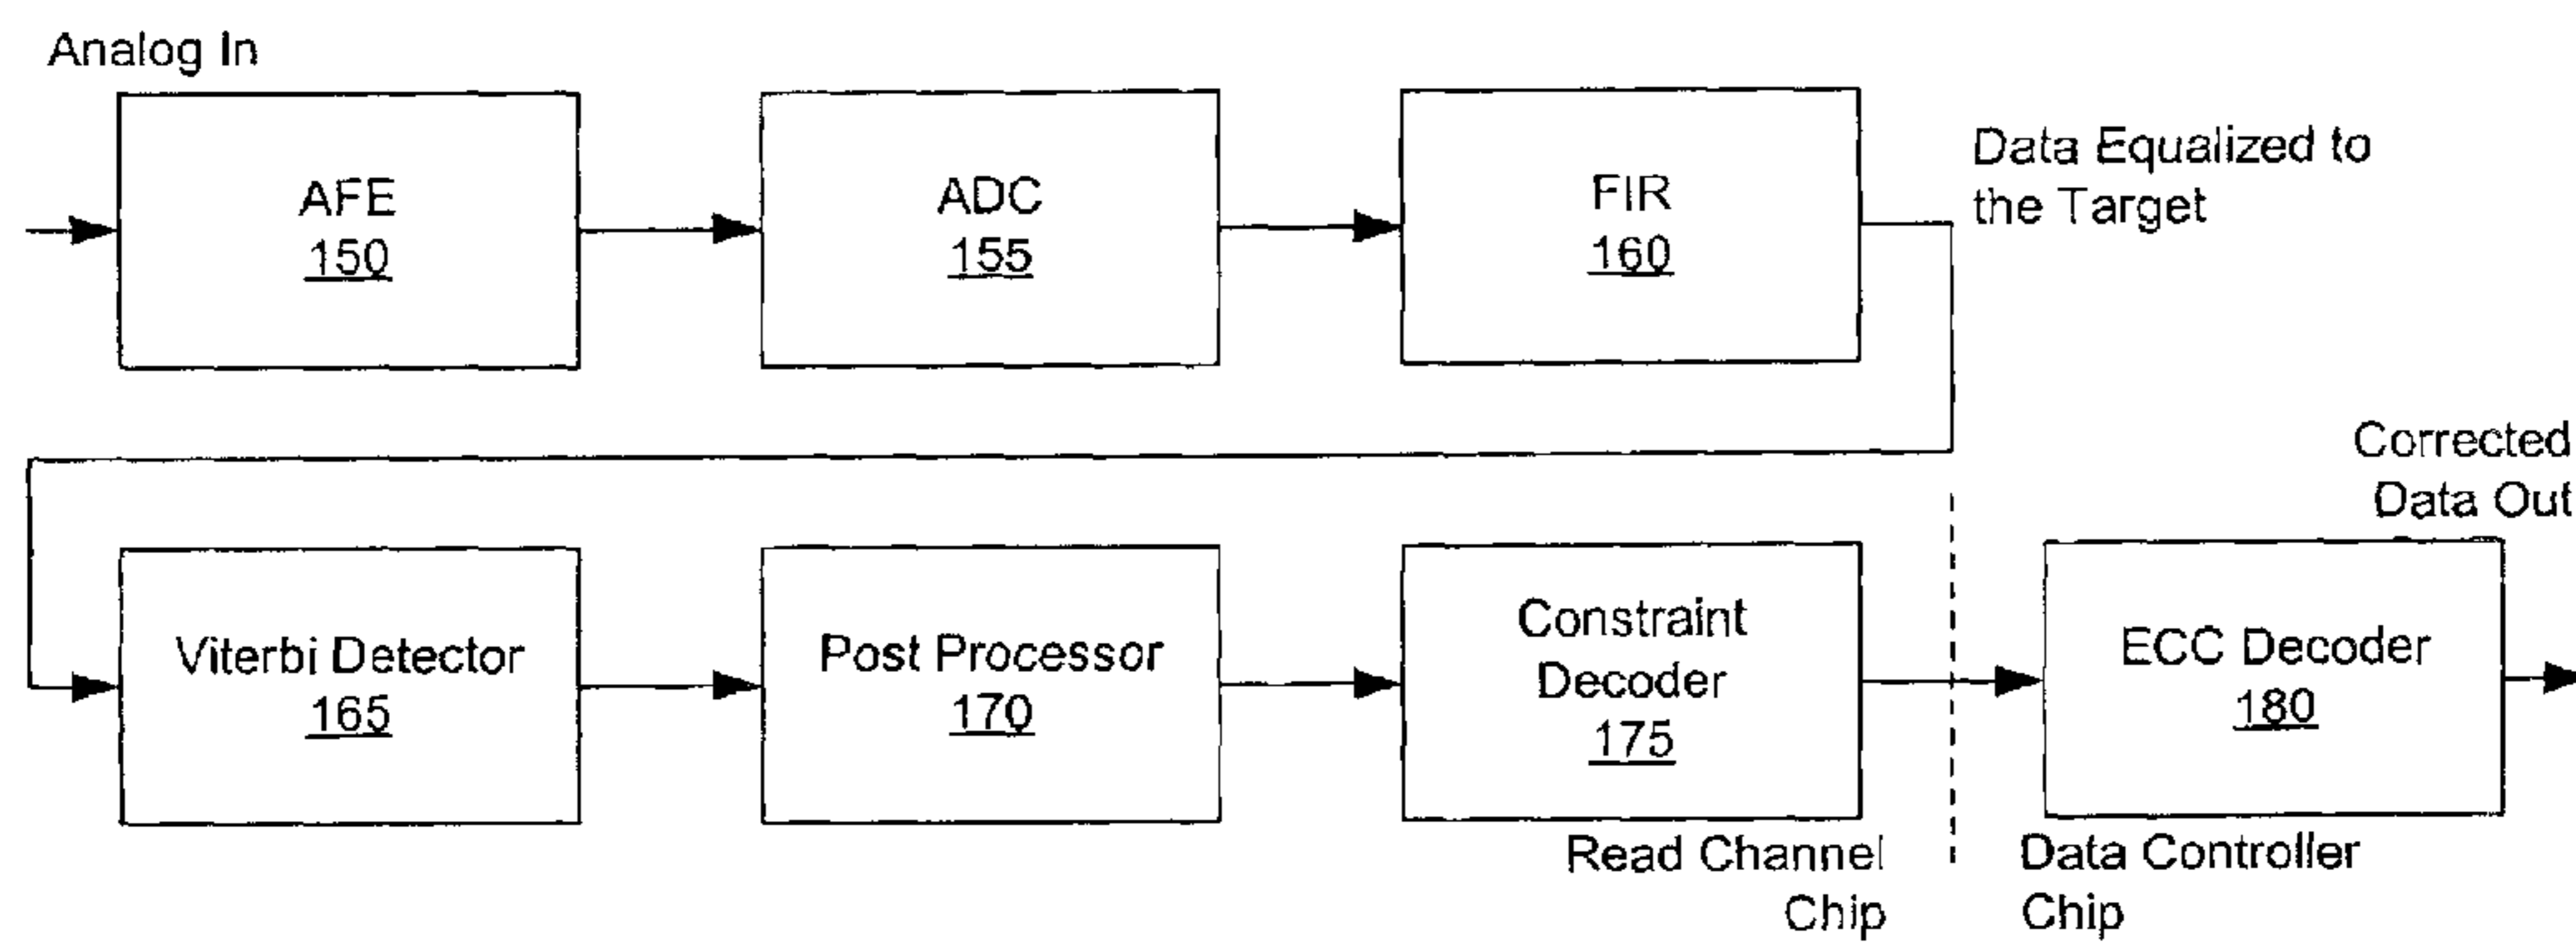 Analog In
AFE
150
ADC
155
FIR
160
Data Equalized to
the Target
Corrected
Data Out
Viterbi Detector
165
Post Processor
170
Constraint
Decoder
175
ECC Decoder
180
Read Channel
Chip
Data Controller
Chip